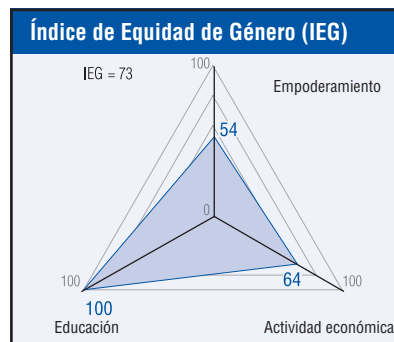 Índice de Equidad de Género (IEG)
IEG = 73
100
Empoderamiento
54
0
100
64
100
100
Educación
Actividad económica